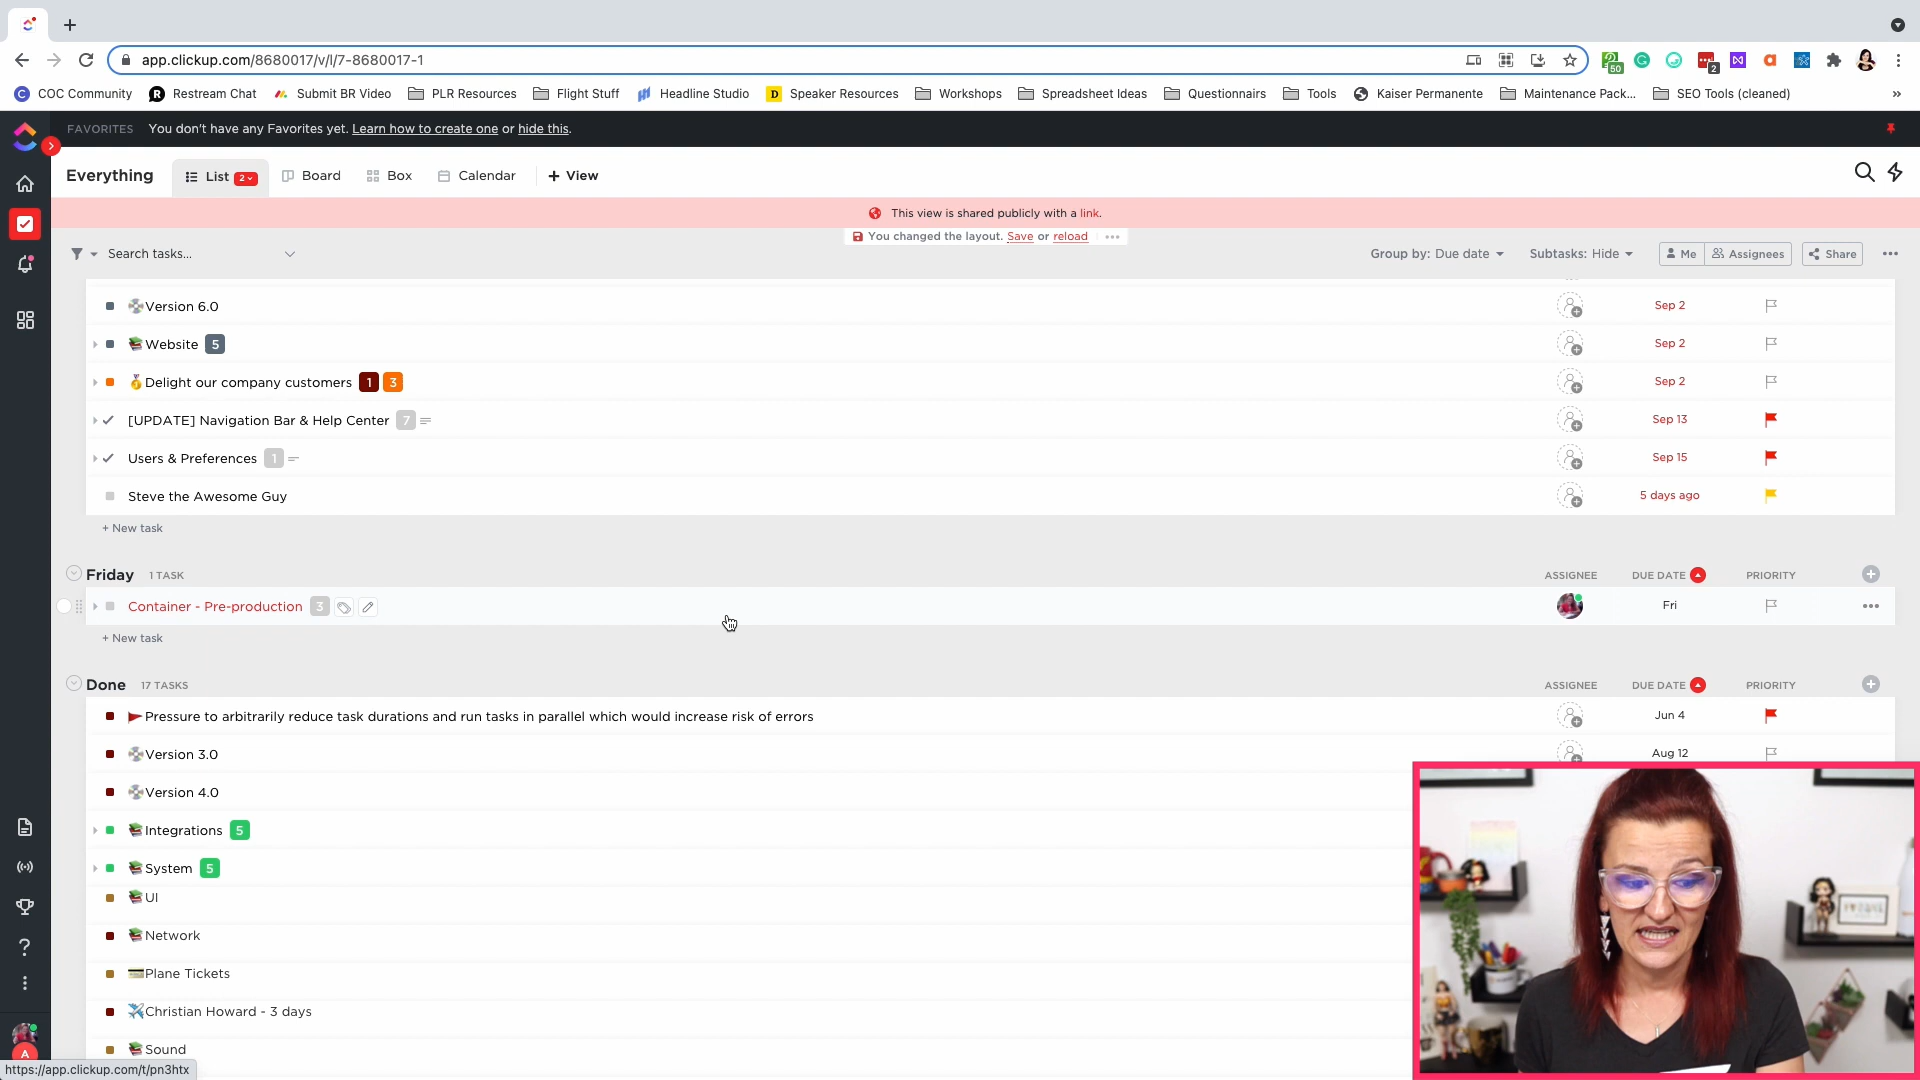 app.clickup.com/8680017/v/l/7-8680017-1
50
2
COC Community
Restream Chat
Submit BR Video
PLR Resources
Flight Stuff
Headline Studio
D
Speaker Resources
Workshops
Spreadsheet Ideas
Questionnairs
Tools
Kaiser Permanente
Maintenance Pack...
SEO Tools (cleaned)
FAVORITES You don't have any Favorites yet. Learn how to create one or hide this.
Everything
List 2
Board
Box
Calendar
+ View
This view is shared publicly with a link.
You changed the layout. Save or reload
Search tasks...
Group by: Due date
Subtasks: Hide
Me
Assignees
Share
Version 6.0 Sep 2
Website 5 Sep 2
Delight our company customers 1 3 Sep 2
[UPDATE] Navigation Bar & Help Center 7 Sep 13
Users & Preferences 1 Sep 15
Steve the Awesome Guy 5 days ago
+ New task
Friday 1 TASK ASSIGNEE DUE DATE PRIORITY
Container - Pre-production 3 Fri
+ New task
Done 17 TASKS ASSIGNEE DUE DATE PRIORITY
Pressure to arbitrarily reduce task durations and run tasks in parallel which would increase risk of errors Jun 4
Version 3.0 Aug 12
Version 4.0
Integrations 5
System 5
UI
Network
Plane Tickets
Christian Howard - 3 days
Sound
A
https://app.clickup.com/t/pn3htx